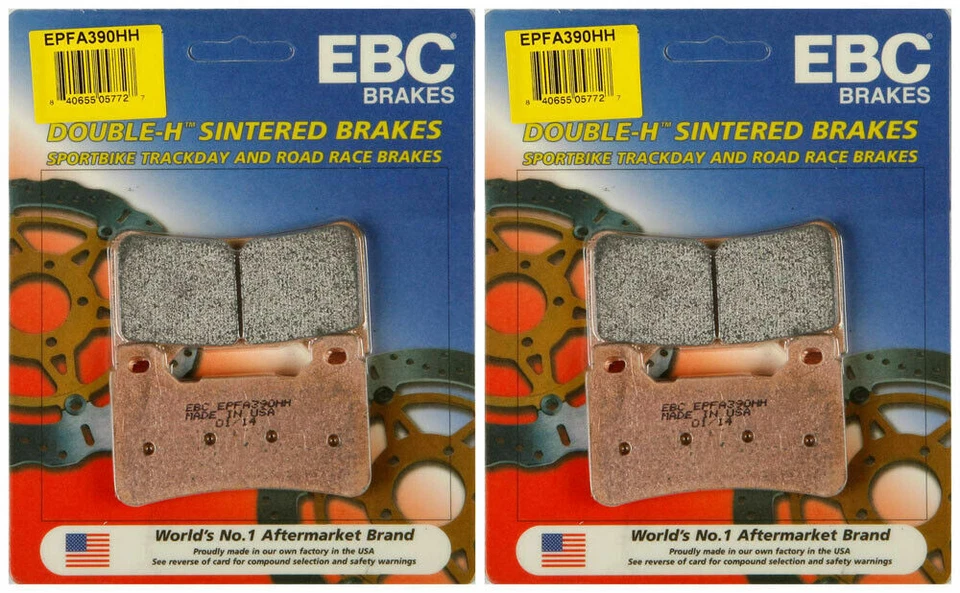 EPFA390HH
8 40655 05772 7
EBC
BRAKES
DOUBLE-H™ SINTERED BRAKES
SPORTBIKE TRACKDAY AND ROAD RACE BRAKES
EBC EPFA390HH
MADE IN USA
01/14
World's No.1 Aftermarket Brand
Proudly made in our own factory in the USA
See reverse of card for compound selection and safety warnings
EPFA390HH
8 40655 05772 7
EBC
BRAKES
DOUBLE-H™ SINTERED BRAKES
SPORTBIKE TRACKDAY AND ROAD RACE BRAKES
EBC EPFA390HH
MADE IN USA
01/14
World's No.1 Aftermarket Brand
Proudly made in our own factory in the USA
See reverse of card for compound selection and safety warnings